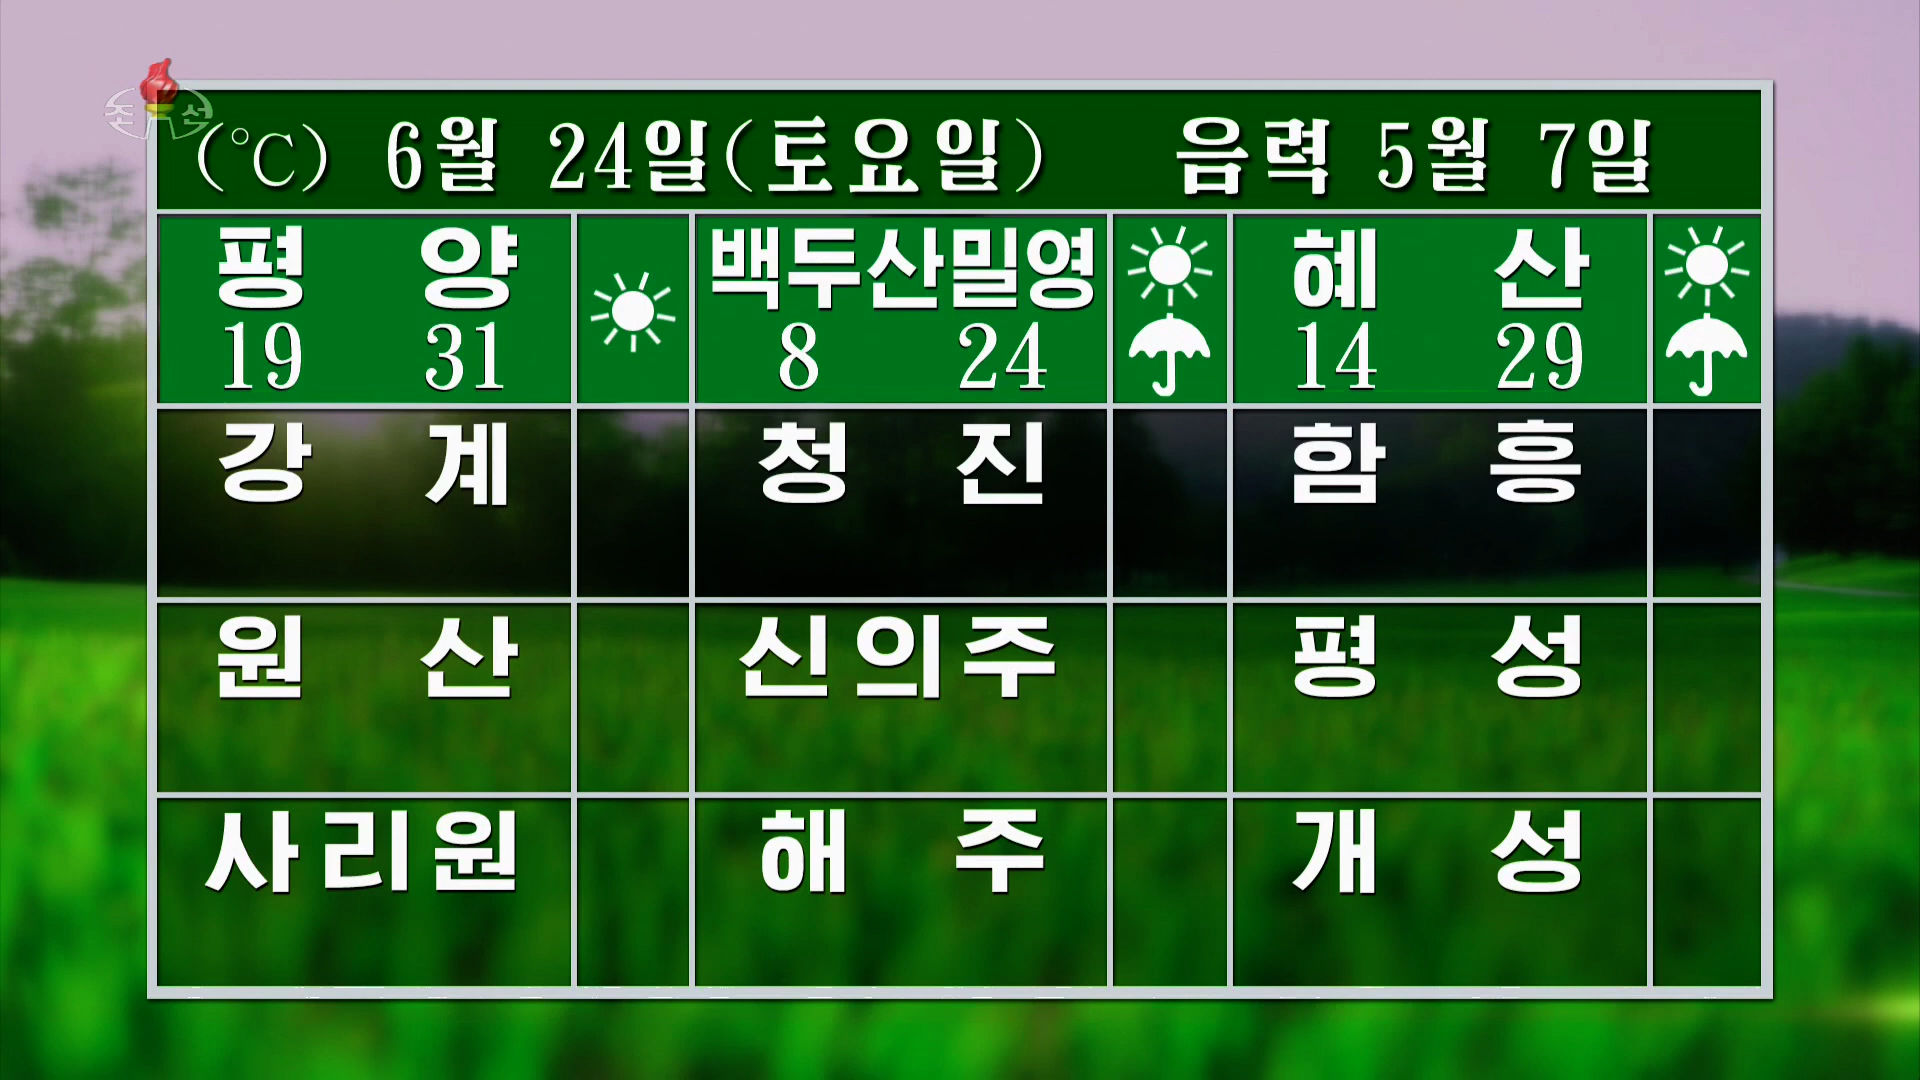 조선
(℃) 6월 24일(토요일) 음력 5월 7일
평양 백두산밀영 혜산
19 31 8 24 14 29
강계 청진 함흥
원산 신의주 평성
사리원 해주 개성